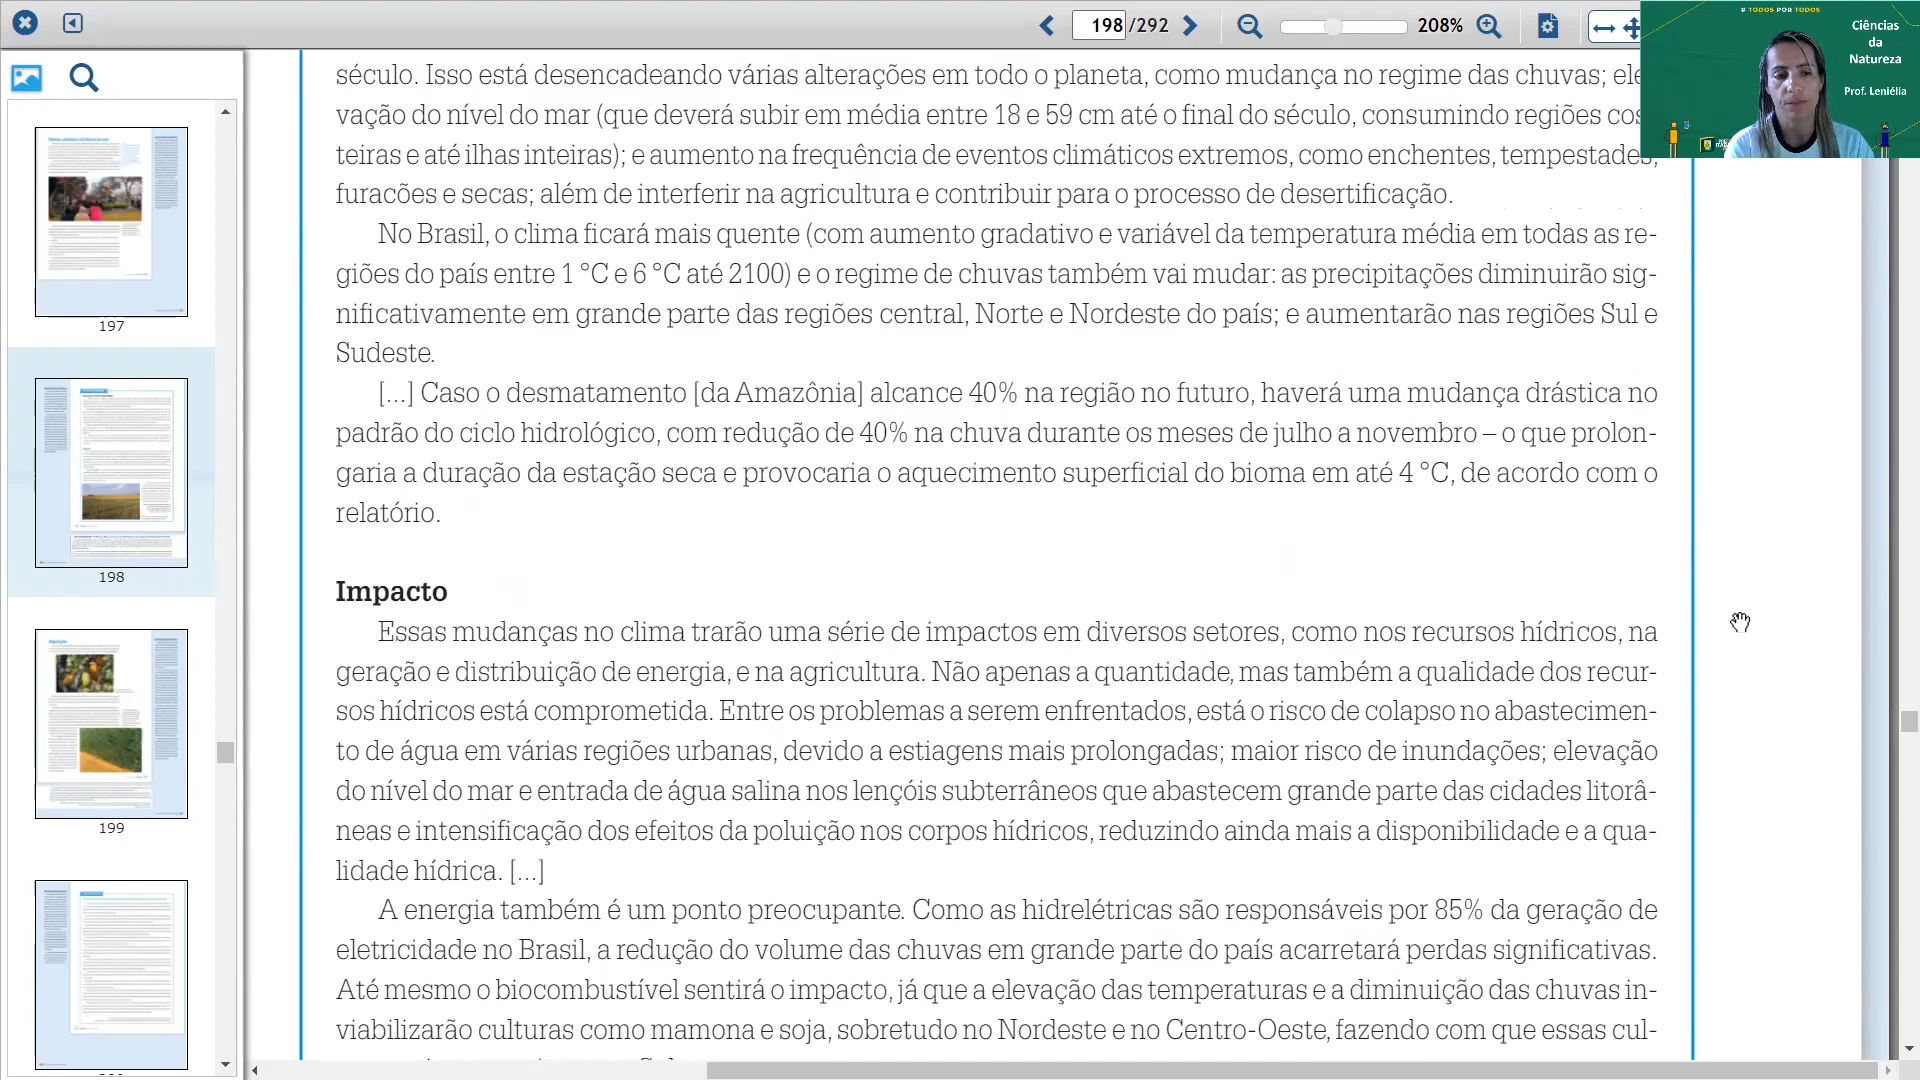 198 /292
208%
# TODOS POR TODOS
Ciências
da
Natureza
Prof. Leniélia
197
198
199
século. Isso está desencadeando várias alterações em todo o planeta, como mudança no regime das chuvas; ele-
vação do nível do mar (que deverá subir em média entre 18 e 59 cm até o final do século, consumindo regiões cos-
teiras e até ilhas inteiras); e aumento na frequência de eventos climáticos extremos, como enchentes, tempestades,
furacões e secas; além de interferir na agricultura e contribuir para o processo de desertificação.
No Brasil, o clima ficará mais quente (com aumento gradativo e variável da temperatura média em todas as re-
giões do país entre 1 °C e 6 °C até 2100) e o regime de chuvas também vai mudar: as precipitações diminuirão sig-
nificativamente em grande parte das regiões central, Norte e Nordeste do país; e aumentarão nas regiões Sul e
Sudeste.
[...] Caso o desmatamento [da Amazônia] alcance 40% na região no futuro, haverá uma mudança drástica no
padrão do ciclo hidrológico, com redução de 40% na chuva durante os meses de julho a novembro – o que prolon-
garia a duração da estação seca e provocaria o aquecimento superficial do bioma em até 4 °C, de acordo com o
relatório.
Impacto
Essas mudanças no clima trarão uma série de impactos em diversos setores, como nos recursos hídricos, na
geração e distribuição de energia, e na agricultura. Não apenas a quantidade, mas também a qualidade dos recur-
sos hídricos está comprometida. Entre os problemas a serem enfrentados, está o risco de colapso no abastecimen-
to de água em várias regiões urbanas, devido a estiagens mais prolongadas; maior risco de inundações; elevação
do nível do mar e entrada de água salina nos lençóis subterrâneos que abastecem grande parte das cidades litorâ-
neas e intensificação dos efeitos da poluição nos corpos hídricos, reduzindo ainda mais a disponibilidade e a qua-
lidade hídrica. [...]
A energia também é um ponto preocupante. Como as hidrelétricas são responsáveis por 85% da geração de
eletricidade no Brasil, a redução do volume das chuvas em grande parte do país acarretará perdas significativas.
Até mesmo o biocombustível sentirá o impacto, já que a elevação das temperaturas e a diminuição das chuvas in-
viabilizarão culturas como mamona e soja, sobretudo no Nordeste e no Centro-Oeste, fazendo com que essas cul-